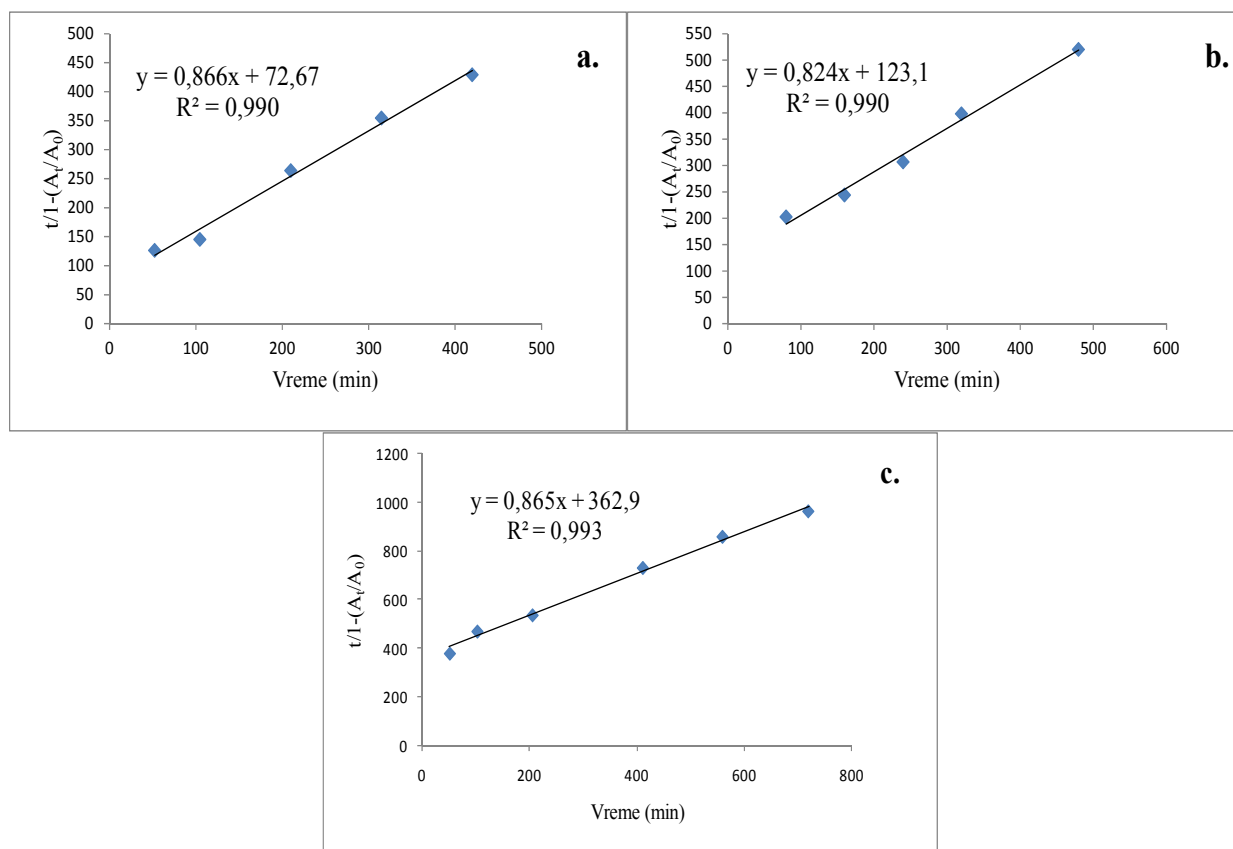 a.
y = 0,866x + 72,67
R² = 0,990
t/1-(Aₜ/A₀)
500
450
400
350
300
250
200
150
100
50
0
0 100 200 300 400 500
Vreme (min)
b.
y = 0,824x + 123,1
R² = 0,990
t/1-(Aₜ/A₀)
550
500
450
400
350
300
250
200
150
100
50
0
0 100 200 300 400 500 600
Vreme (min)
c.
y = 0,865x + 362,9
R² = 0,993
t/1-(Aₜ/A₀)
1200
1000
800
600
400
200
0
0 200 400 600 800
Vreme (min)